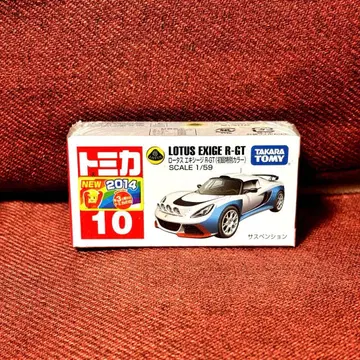 トミカ
NEW 2014
10
LOTUS EXIGE R-GT
ロータス エキシージ R-GT (初回特別カラー)
SCALE 1/59
TAKARA
TOMY
サスペンション